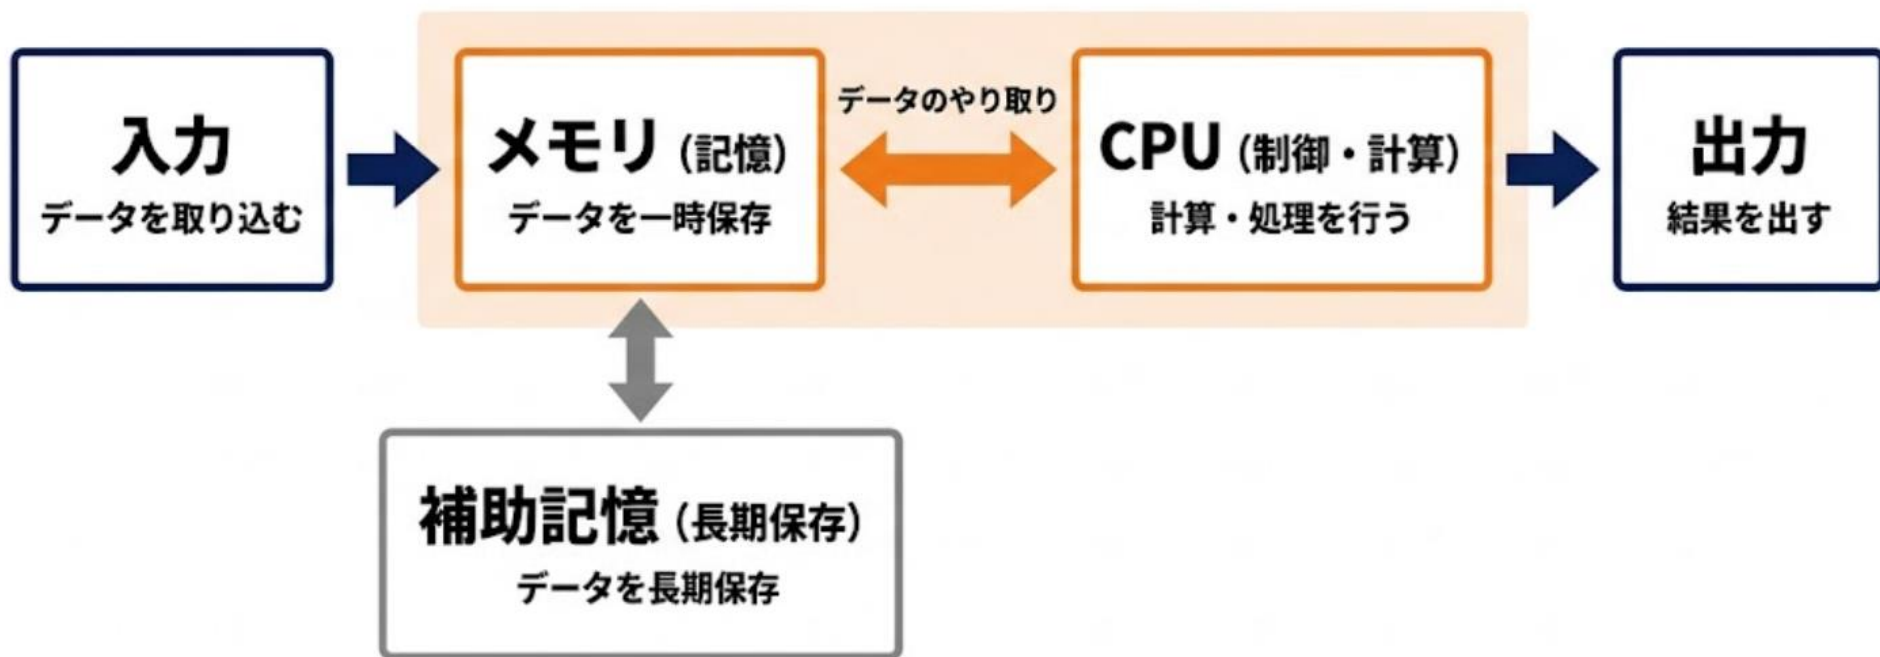 入力
データを取り込む
メモリ（記憶）
データを一時保存
データのやり取り
CPU（制御・計算）
計算・処理を行う
出力
結果を出す
補助記憶（長期保存）
データを長期保存